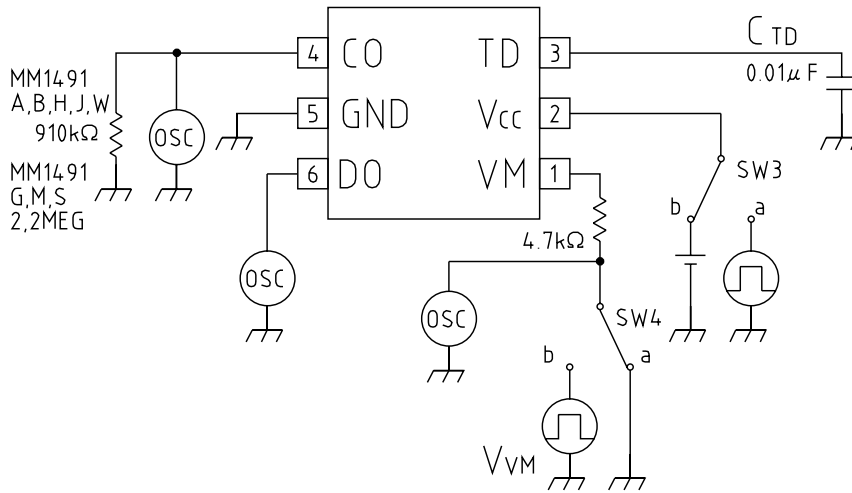 4 CO
TD 3
C TD
0.01μF
MM1491
A,B,H,J,W
910kΩ
MM1491
G,M,S
2,2MEG
OSC
5 GND
Vcc 2
6 DO
VM 1
SW3
b
a
4.7kΩ
OSC
OSC
SW4
b
a
VVM